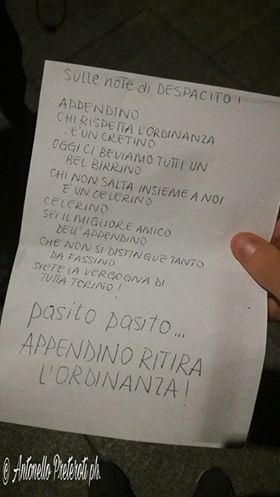 SULLE NOTE DI DESPACITO!
APPENDINO
CHI RISPETTA L'ORDINANZA
E'UN CRETINO
OGGI CI BEVIAMO TUTTI UN
BEL BIRRINO
CHI NON SALTA INSIEME A NOI
E'UN CELERINO
CELERINO
SEI IL MIGLIORE AMICO
DELL'APPENDINO
CHE NON SI DISTINGUE TANTO
DA FASSINO
SIETE LA VERGOGNA DI
TUTTA TORINO!
pasito pasito...
APPENDINO RITIRA
L'ORDINANZA!
© Antonello Preteroti ph.